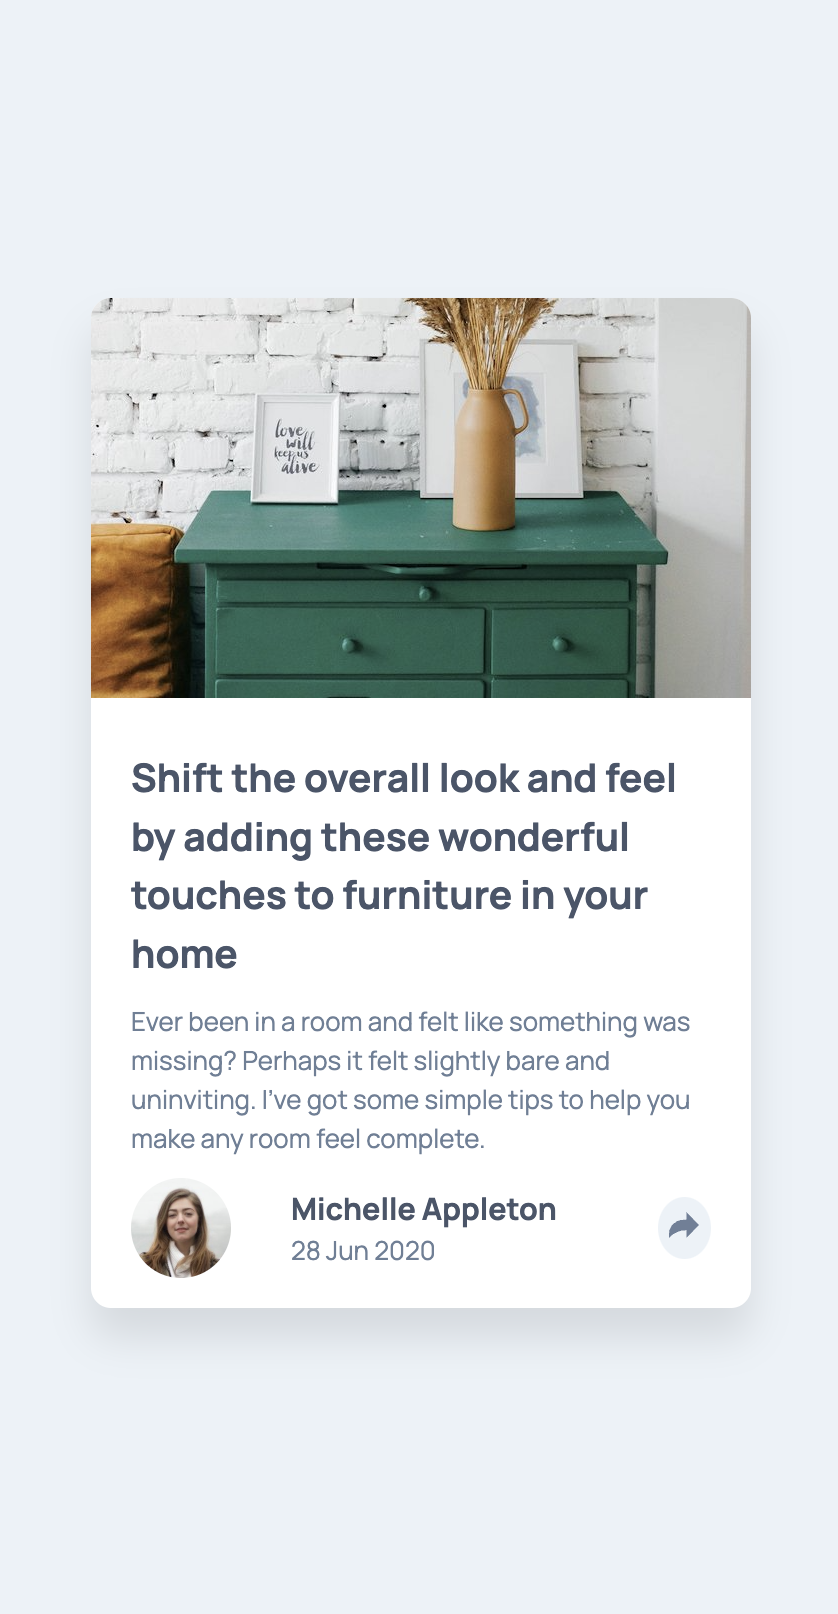 love
will
keep us
alive
Shift the overall look and feel
by adding these wonderful
touches to furniture in your
home
Ever been in a room and felt like something was
missing? Perhaps it felt slightly bare and
uninviting. I’ve got some simple tips to help you
make any room feel complete.
Michelle Appleton
28 Jun 2020